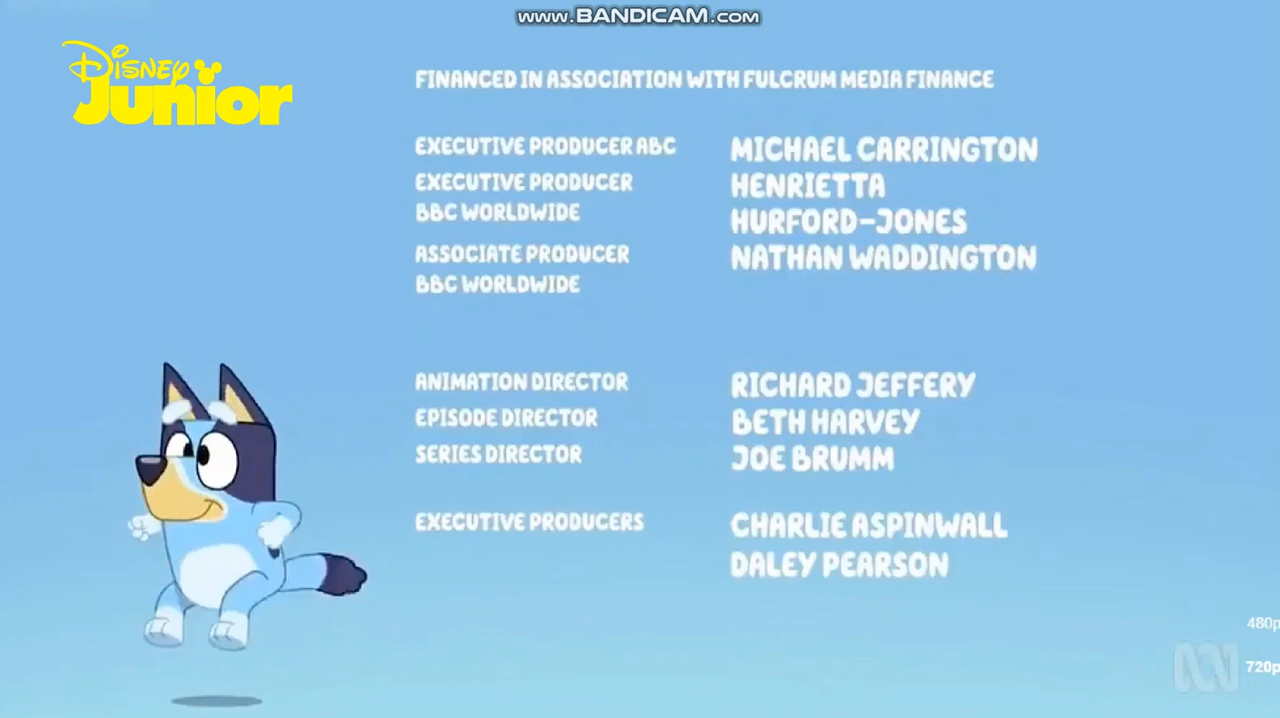 www.BANDICAM.com
Disney
Junior
FINANCED IN ASSOCIATION WITH FULCRUM MEDIA FINANCE
EXECUTIVE PRODUCER ABC
MICHAEL CARRINGTON
EXECUTIVE PRODUCER
BBC WORLDWIDE
HENRIETTA
HURFORD-JONES
ASSOCIATE PRODUCER
BBC WORLDWIDE
NATHAN WADDINGTON
ANIMATION DIRECTOR
RICHARD JEFFERY
EPISODE DIRECTOR
BETH HARVEY
SERIES DIRECTOR
JOE BRUMM
EXECUTIVE PRODUCERS
CHARLIE ASPINWALL
DALEY PEARSON
480p
720p